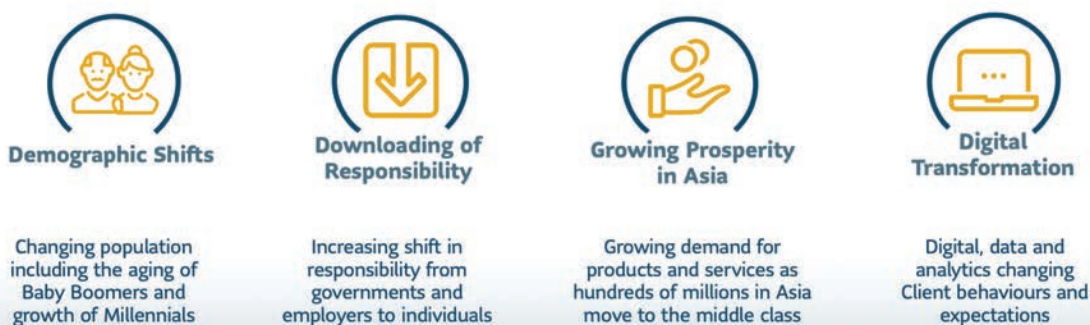 Demographic Shifts
Changing population
including the aging of
Baby Boomers and
growth of Millennials
Downloading of
Responsibility
Increasing shift in
responsibility from
governments and
employers to individuals
Growing Prosperity
in Asia
Growing demand for
products and services as
hundreds of millions in Asia
move to the middle class
Digital
Transformation
Digital, data and
analytics changing
Client behaviours and
expectations